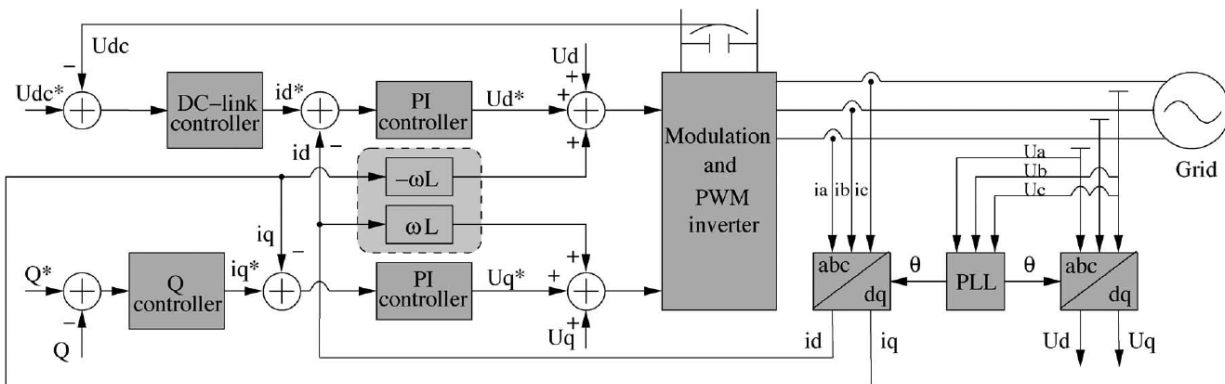 Udc
Ud
−
+
+
Udc*
DC−link
controller
id*
PI
controller
Ud*
id
−
+
−ωL
ωL
Modulation
and
PWM
inverter
Grid
Ua
Ub
Uc
ia
ib
ic
iq
−
Q*
Q
controller
iq*
PI
controller
Uq*
+
+
+
Uq
−
Q
abc
dq
θ
PLL
θ
abc
dq
id
iq
Ud
Uq